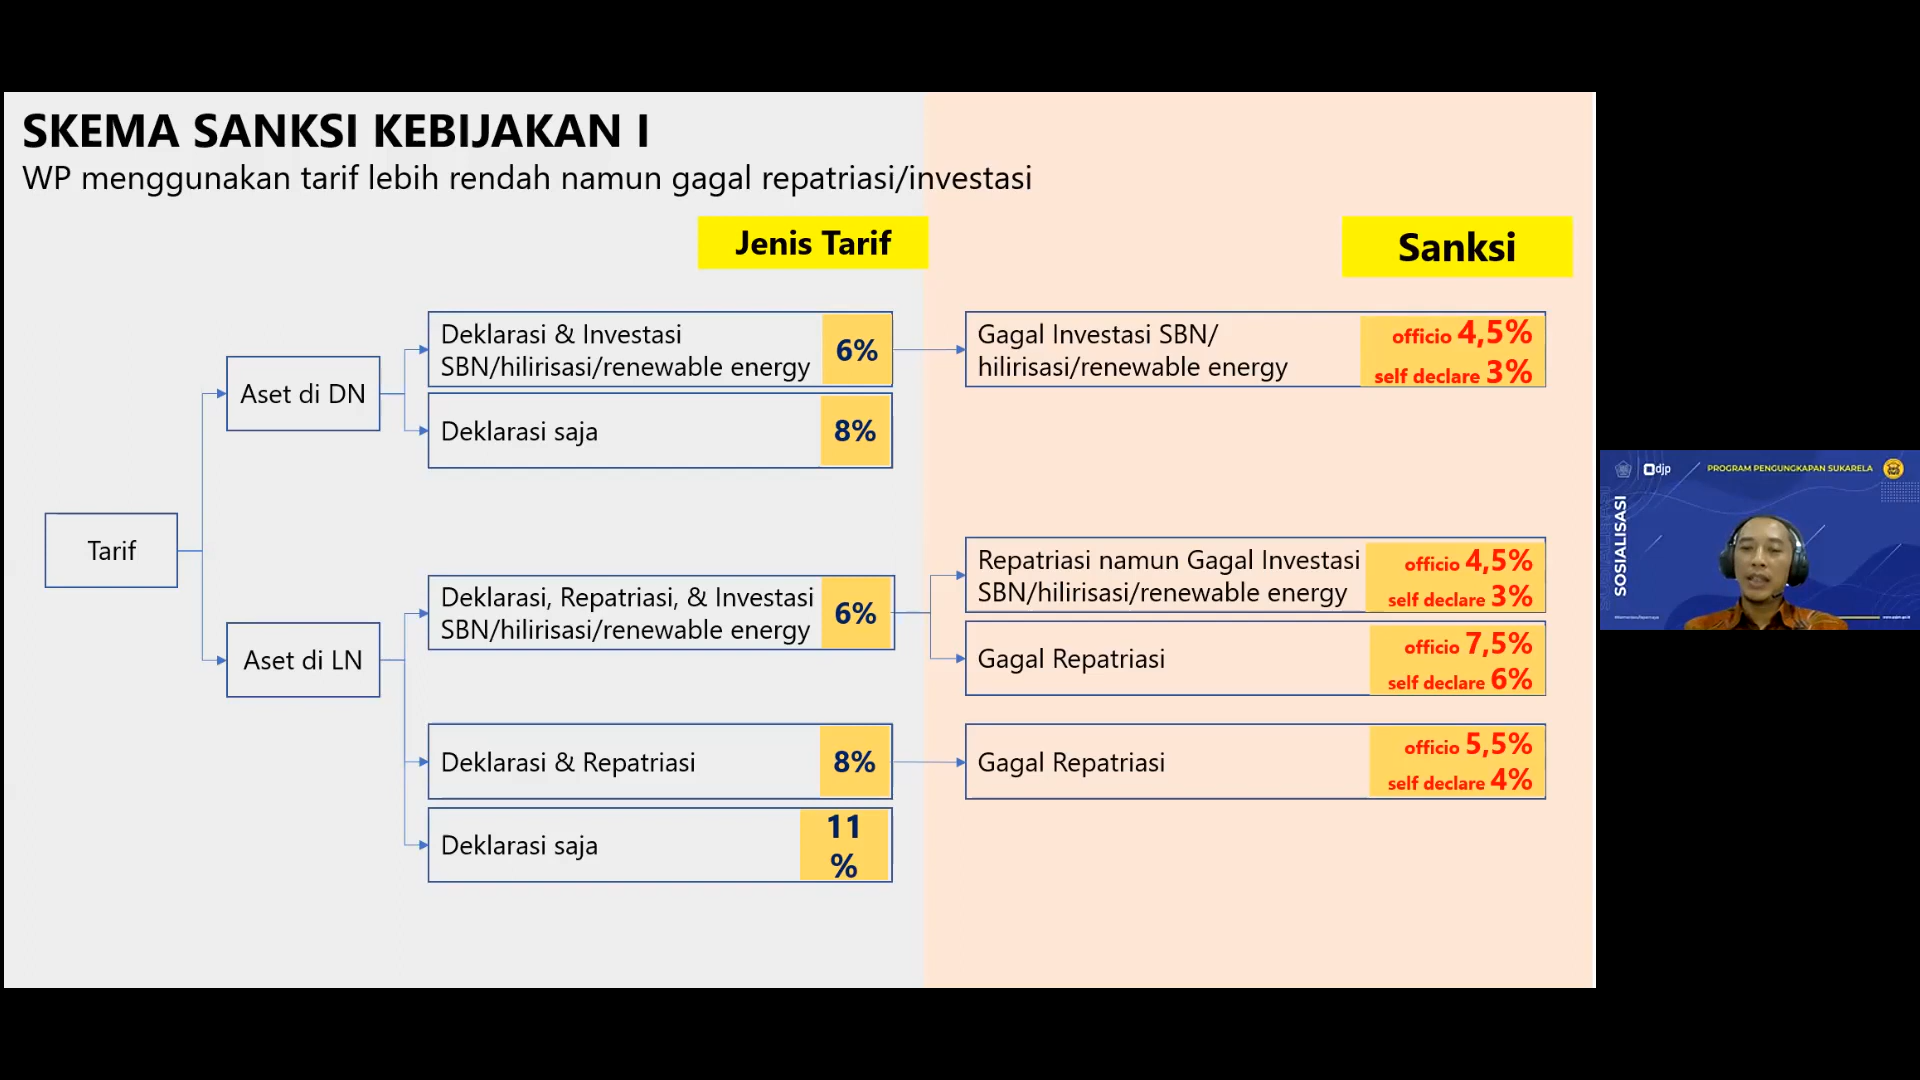 SKEMA SANKSI KEBIJAKAN I
WP menggunakan tarif lebih rendah namun gagal repatriasi/investasi
Jenis Tarif
Sanksi
Tarif
Aset di DN
Deklarasi & Investasi
SBN/hilirisasi/renewable energy
6%
Gagal Investasi SBN/
hilirisasi/renewable energy
officio 4,5%
self declare 3%
Deklarasi saja
8%
Aset di LN
Deklarasi, Repatriasi, & Investasi
SBN/hilirisasi/renewable energy
6%
Repatriasi namun Gagal Investasi
SBN/hilirisasi/renewable energy
officio 4,5%
self declare 3%
Gagal Repatriasi
officio 7,5%
self declare 6%
Deklarasi & Repatriasi
8%
Gagal Repatriasi
officio 5,5%
self declare 4%
Deklarasi saja
11
%
djp
PROGRAM PENGUNGKAPAN SUKARELA
SOSIALISASI